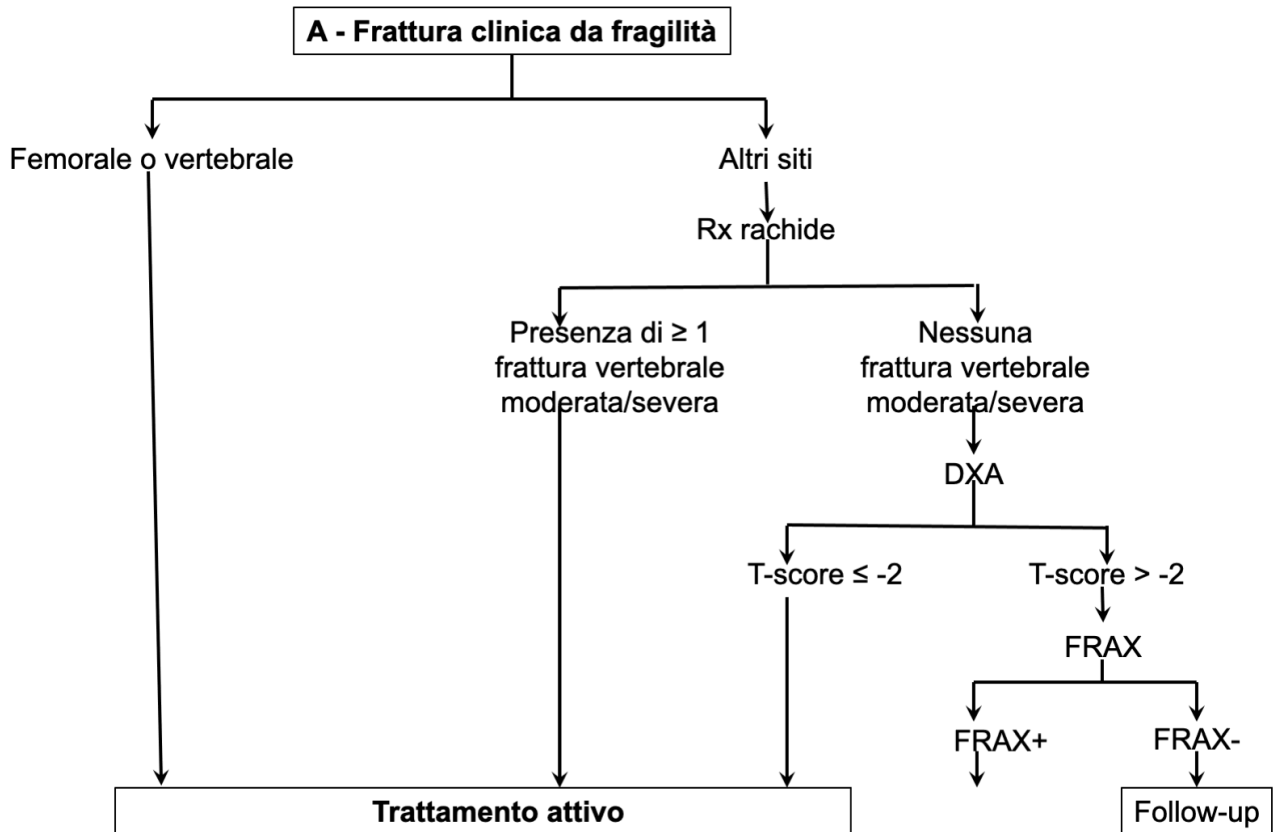 A - Frattura clinica da fragilità
Femorale o vertebrale
Altri siti
Rx rachide
Presenza di ≥ 1
frattura vertebrale
moderata/severa
Nessuna
frattura vertebrale
moderata/severa
DXA
T-score ≤ -2
T-score > -2
FRAX
FRAX+
FRAX-
Trattamento attivo
Follow-up